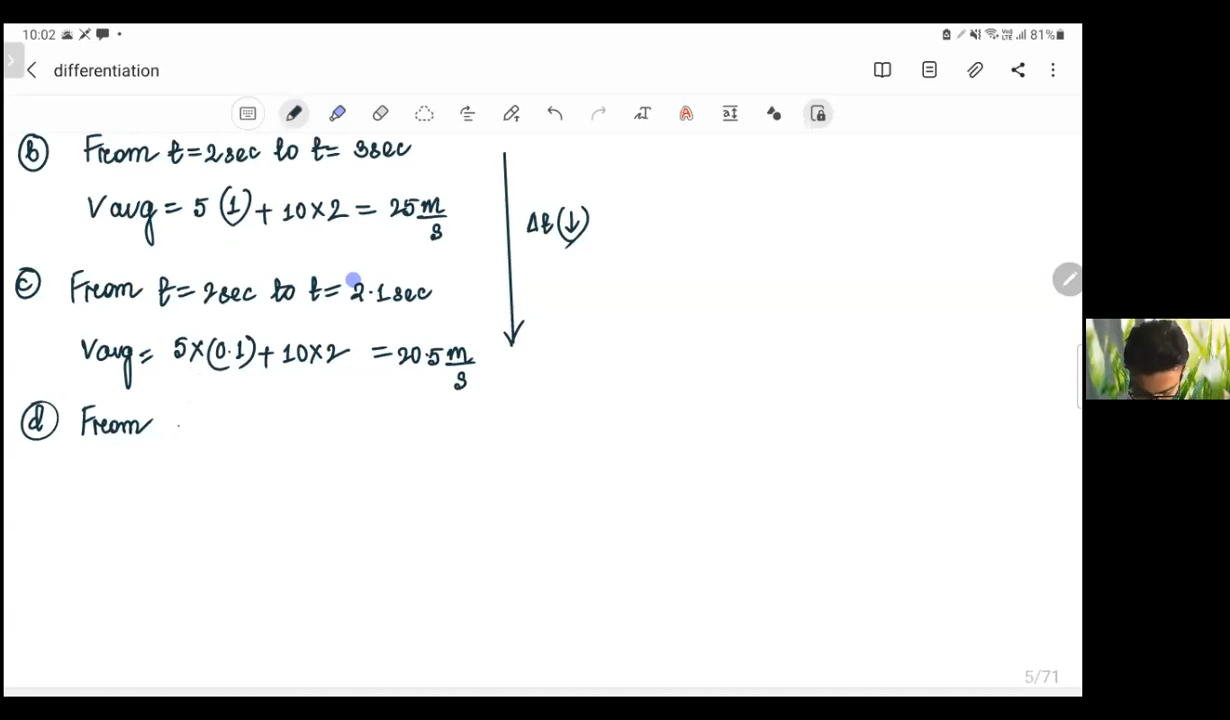 10:02 81%
differentiation
b From t=2sec to t= 3sec
Vavg = 5(1)+10×2 = 25 m/s
Δt(↓)
c From t=2sec to t= 2.1sec
Vavg= 5×(0.1)+10×2 =20.5 m/s
d From
5/71